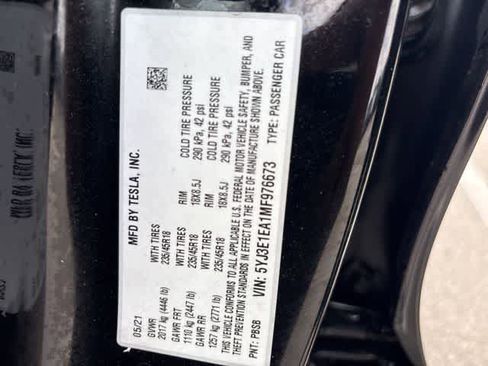 MFD BY TESLA, INC.
05/21
GVWR
2017 kg (4446 lb)
GAWR FRT WITH TIRES RIM COLD TIRE PRESSURE
1110 kg (2447 lb) 235/45R18 18X8.5J 290 kPa, 42 psi
GAWR RR WITH TIRES RIM COLD TIRE PRESSURE
1257 kg (2771 lb) 235/45R18 18X8.5J 290 kPa, 42 psi
THIS VEHICLE CONFORMS TO ALL APPLICABLE U.S. FEDERAL MOTOR VEHICLE SAFETY, BUMPER, AND
THEFT PREVENTION STANDARDS IN EFFECT ON THE DATE OF MANUFACTURE SHOWN ABOVE.
VIN: 5YJ3E1EA1MF976673 TYPE: PASSENGER CAR
PNT: PBSB